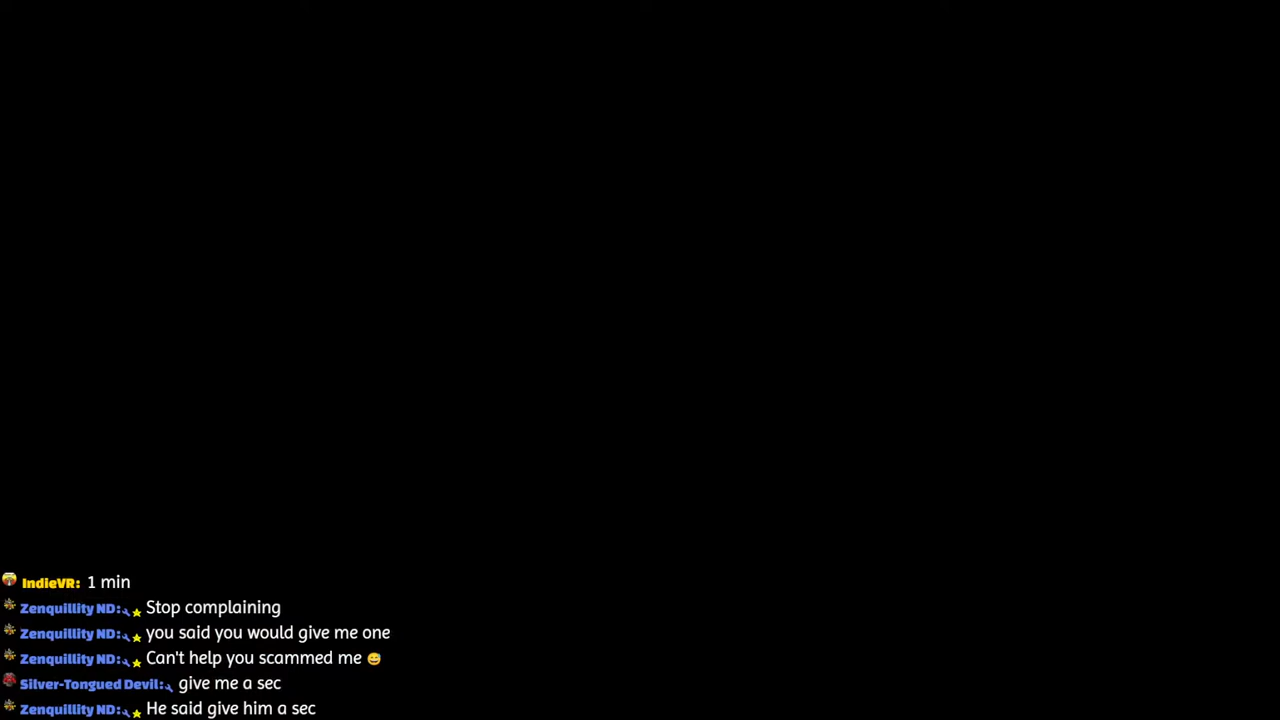 IndieVR: 1 min
Zenquillity ND: Stop complaining
Zenquillity ND: you said you would give me one
Zenquillity ND: Can't help you scammed me 😅
Silver-Tongued Devil: give me a sec
Zenquillity ND: He said give him a sec